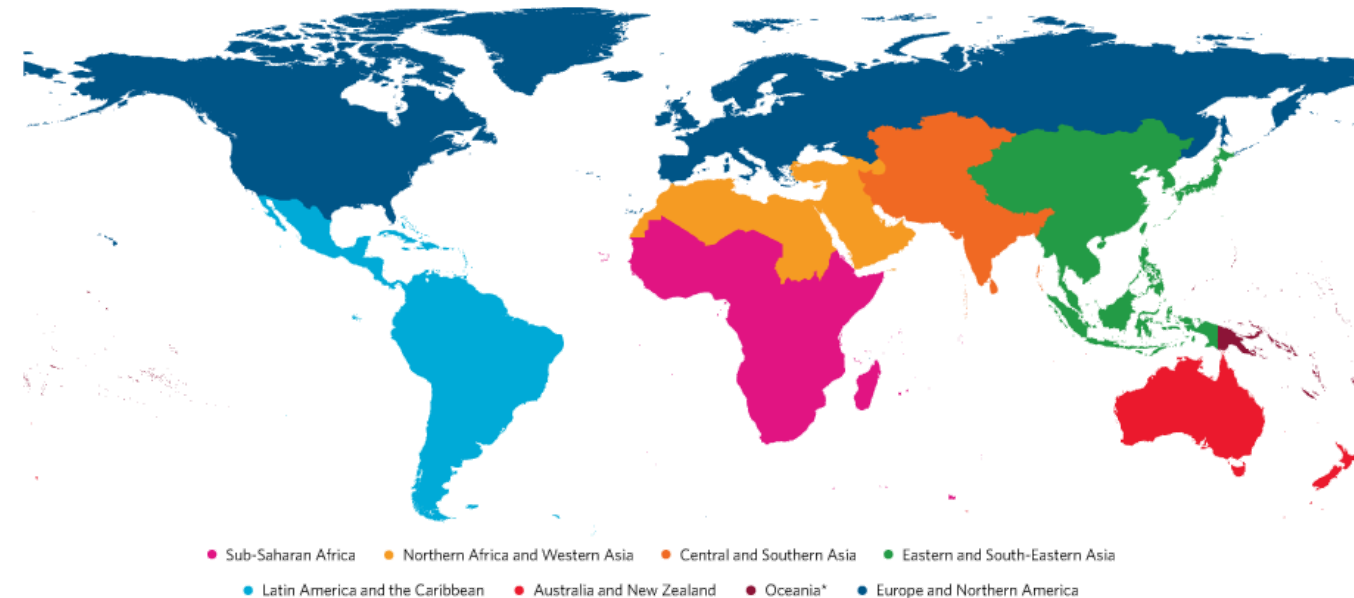 Sub-Saharan Africa Northern Africa and Western Asia Central and Southern Asia Eastern and South-Eastern Asia
Latin America and the Caribbean Australia and New Zealand Oceania* Europe and Northern America